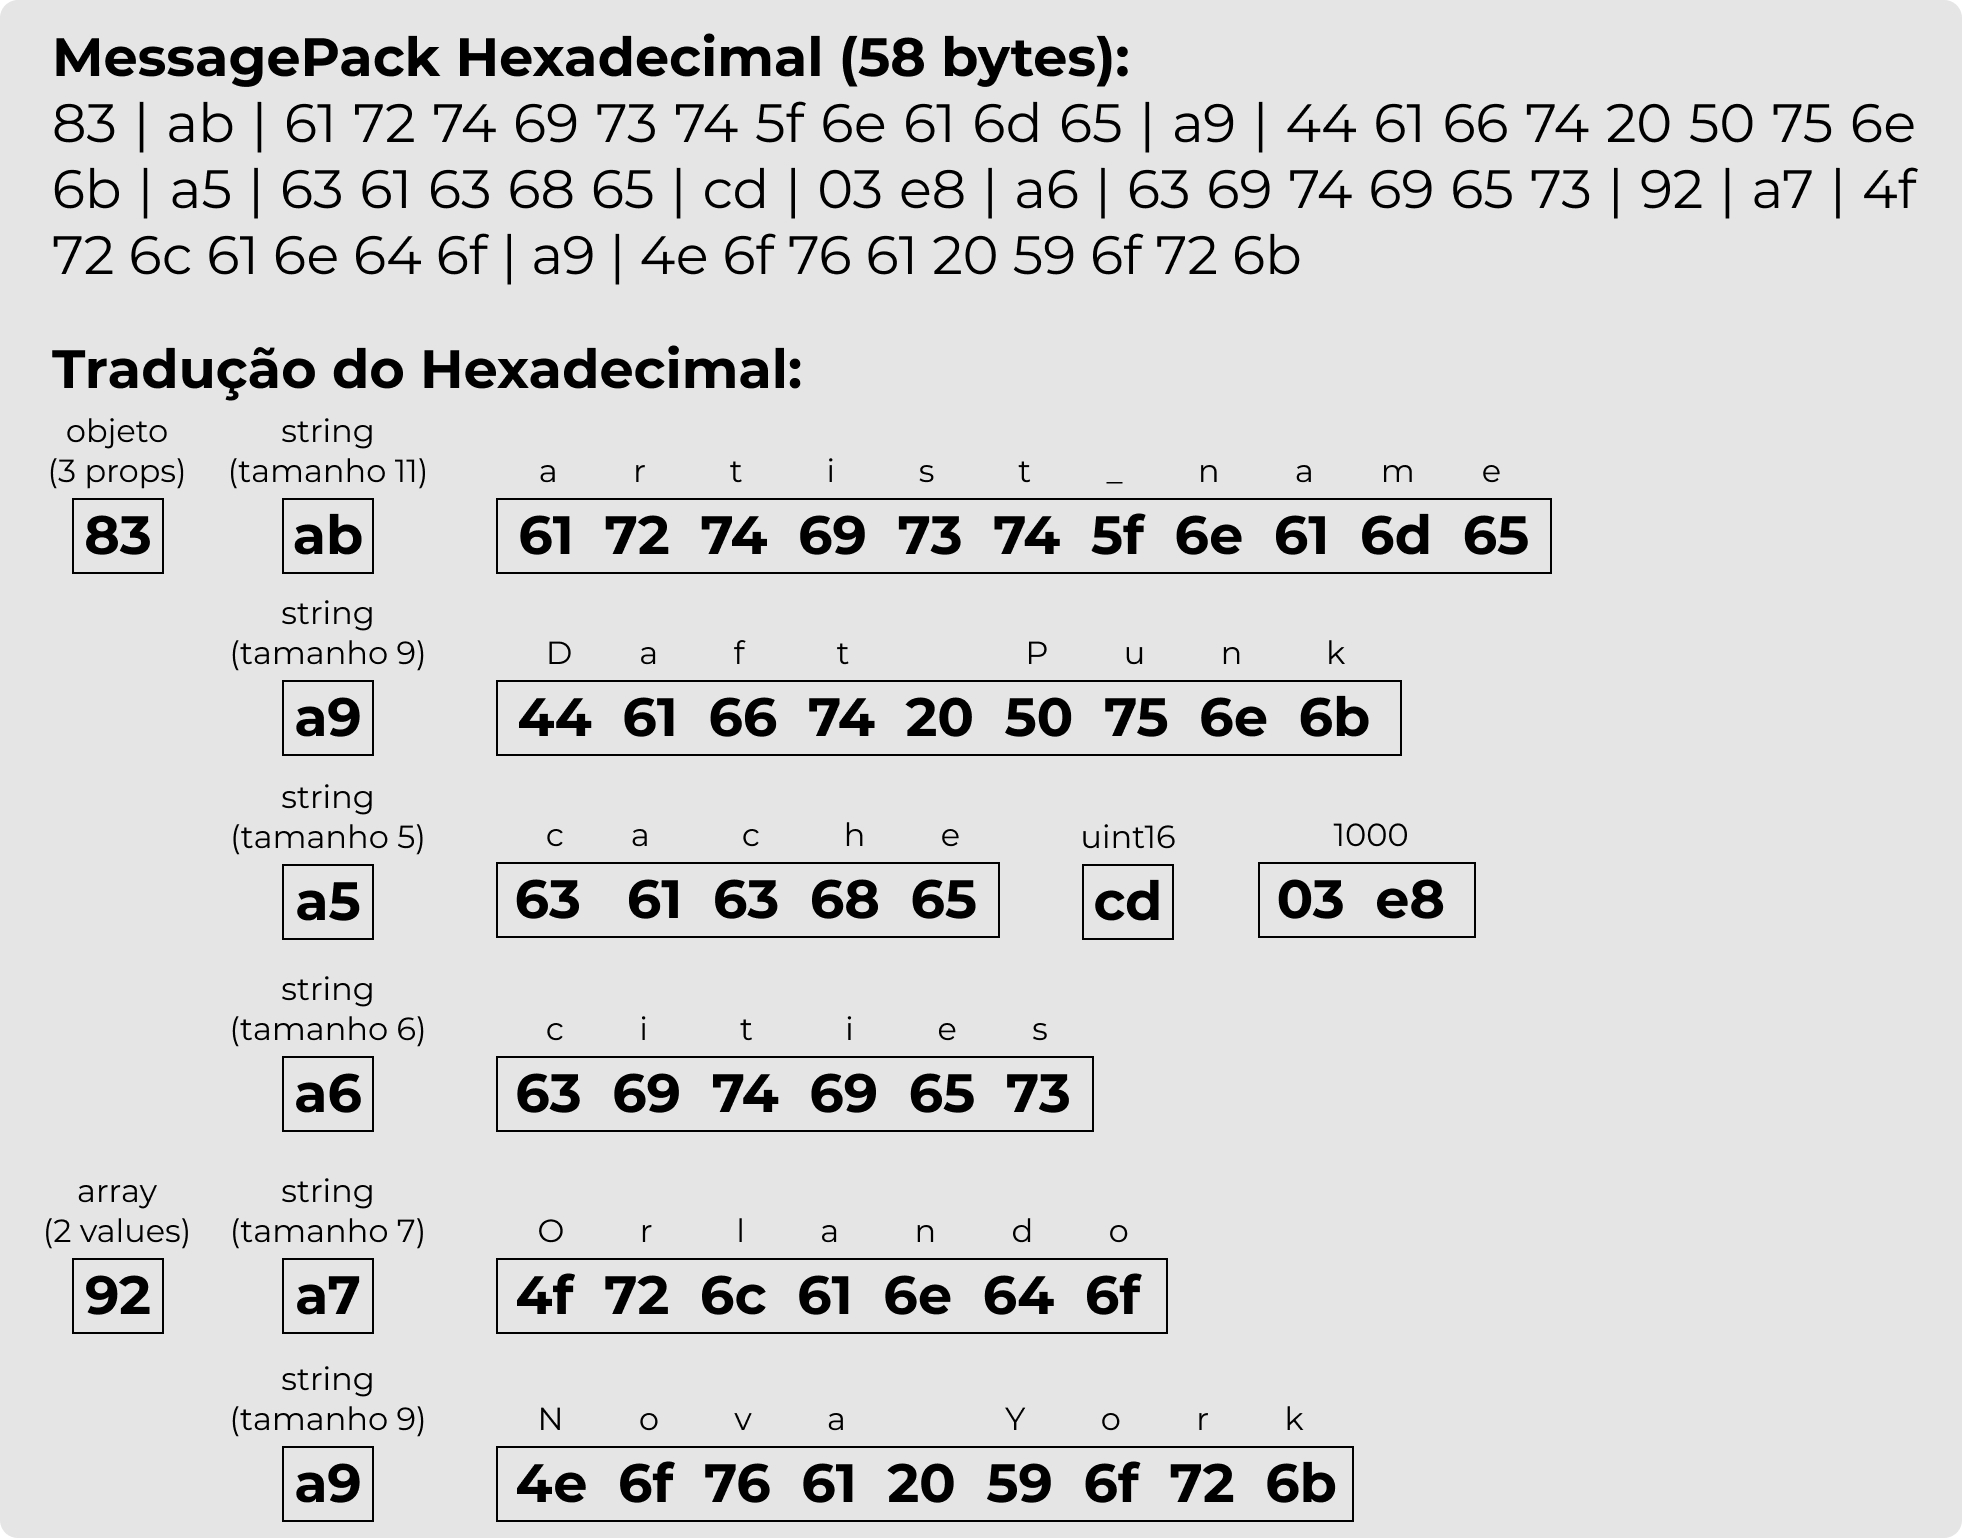 MessagePack Hexadecimal (58 bytes):
83 | ab | 61 72 74 69 73 74 5f 6e 61 6d 65 | a9 | 44 61 66 74 20 50 75 6e
6b | a5 | 63 61 63 68 65 | cd | 03 e8 | a6 | 63 69 74 69 65 73 | 92 | a7 | 4f
72 6c 61 6e 64 6f | a9 | 4e 6f 76 61 20 59 6f 72 6b
Tradução do Hexadecimal:
objeto string
(3 props) (tamanho 11) a r t i s t _ n a m e
83 ab 61 72 74 69 73 74 5f 6e 61 6d 65
string
(tamanho 9) D a f t P u n k
a9 44 61 66 74 20 50 75 6e 6b
string
(tamanho 5) c a c h e uint16 1000
a5 63 61 63 68 65 cd 03 e8
string
(tamanho 6) c i t i e s
a6 63 69 74 69 65 73
array string
(2 values) (tamanho 7) O r l a n d o
92 a7 4f 72 6c 61 6e 64 6f
string
(tamanho 9) N o v a Y o r k
a9 4e 6f 76 61 20 59 6f 72 6b